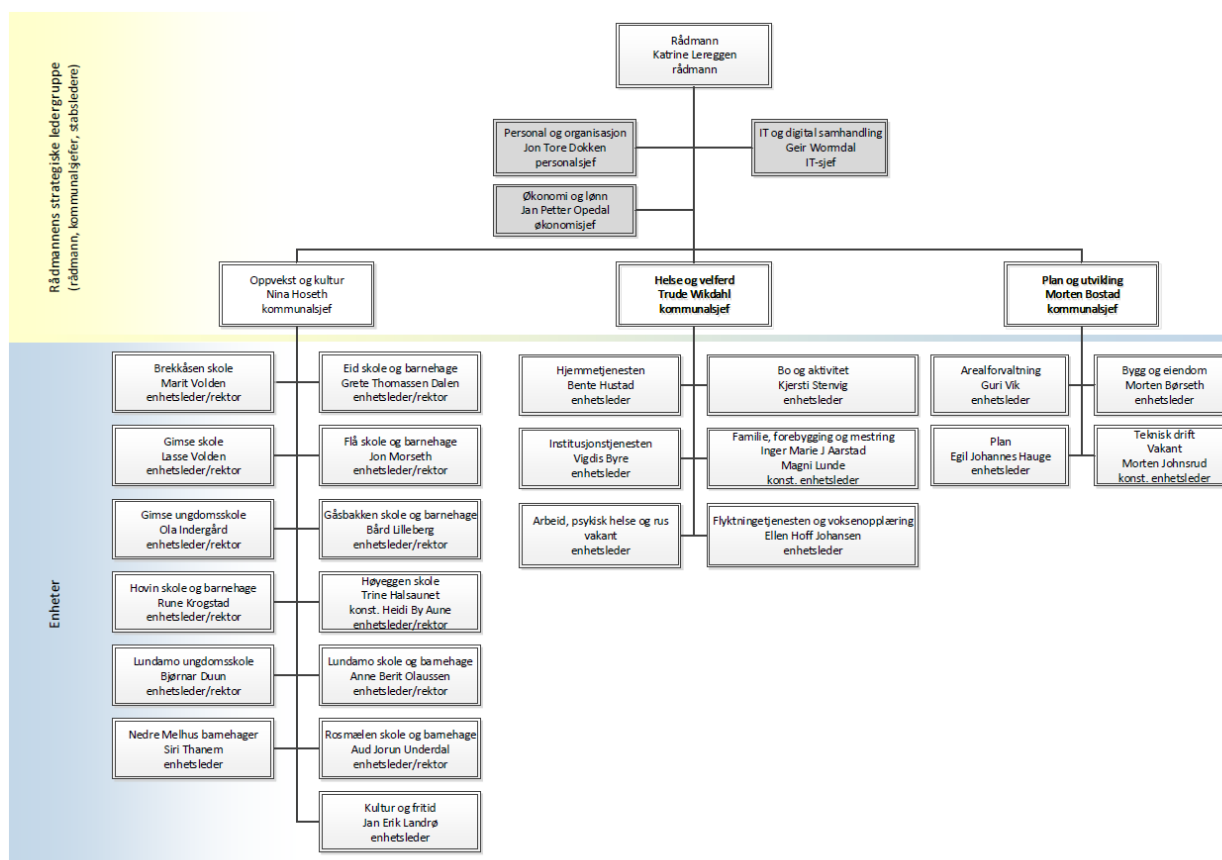 Rådmannens strategiske ledergruppe
(rådmann, kommunalsjefer, stabsledere)
Rådmann
Katrine Lereggen
rådmann
Personal og organisasjon
Jon Tore Dokken
personalsjef
IT og digital samhandling
Geir Wormdal
IT-sjef
Økonomi og lønn
Jan Petter Opedal
økonomisjef
Oppvekst og kultur
Nina Hoseth
kommunalsjef
Helse og velferd
Trude Wikdahl
kommunalsjef
Plan og utvikling
Morten Bostad
kommunalsjef
Enheter
Brekkåsen skole
Marit Volden
enhetsleder/rektor
Eid skole og barnehage
Grete Thomassen Dalen
enhetsleder/rektor
Gimse skole
Lasse Volden
enhetsleder/rektor
Flå skole og barnehage
Jon Morseth
enhetsleder/rektor
Gimse ungdomsskole
Ola Indergård
enhetsleder/rektor
Gåsbakken skole og barnehage
Bård Lilleberg
enhetsleder/rektor
Hovin skole og barnehage
Rune Krogstad
enhetsleder/rektor
Høyeggen skole
Trine Halsaunet
konst. Heidi By Aune
enhetsleder/rektor
Lundamo ungdomsskole
Bjørnar Duun
enhetsleder/rektor
Lundamo skole og barnehage
Anne Berit Olaussen
enhetsleder/rektor
Nedre Melhus barnehager
Siri Thanem
enhetsleder
Rosmælen skole og barnehage
Aud Jorun Underdal
enhetsleder/rektor
Kultur og fritid
Jan Erik Landrø
enhetsleder
Hjemmetjenesten
Bente Hustad
enhetsleder
Bo og aktivitet
Kjersti Stenvig
enhetsleder
Institusjonstjenesten
Vigdis Byre
enhetsleder
Familie, forebygging og mestring
Inger Marie J Aarstad
Magni Lunde
konst. enhetsleder
Arbeid, psykisk helse og rus
vakant
enhetsleder
Flyktningetjenesten og voksenopplæring
Ellen Hoff Johansen
enhetsleder
Arealforvaltning
Guri Vik
enhetsleder
Bygg og eiendom
Morten Børseth
enhetsleder
Plan
Egil Johannes Hauge
enhetsleder
Teknisk drift
Vakant
Morten Johnsrud
konst. enhetsleder